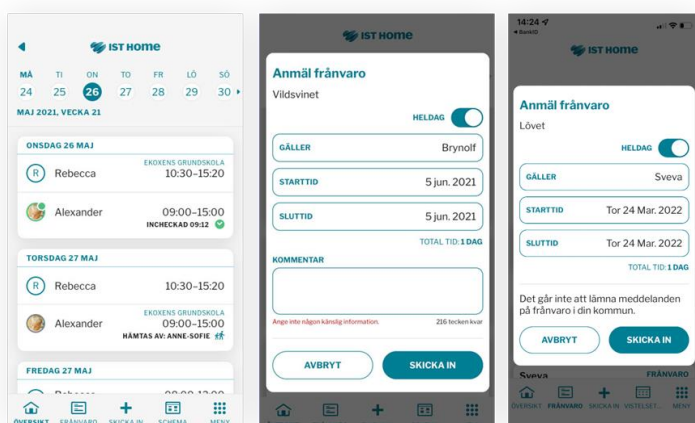 IST Home
MÅ TI ON TO FR LÖ SÖ
24 25 26 27 28 29 30
MAJ 2021, VECKA 21
ONSDAG 26 MAJ
EKOXENS GRUNDSKOLA
R Rebecca 10:30–15:20
Alexander 09:00–15:00
INCHECKAD 09:12
TORSDAG 27 MAJ
R Rebecca 10:30–15:20
EKOXENS GRUNDSKOLA
Alexander 09:00–15:00
HÄMTAS AV: ANNE-SOFIE
FREDAG 27 MAJ
ÖVERSIKT FRÅNVARO SKICKA IN SCHEMA MENY
IST Home
Anmäl frånvaro
Vildsvinet
HELDAG
GÄLLER Brynolf
STARTTID 5 jun. 2021
SLUTTID 5 jun. 2021
TOTAL TID: 1 DAG
KOMMENTAR
Ange inte någon känslig information. 216 tecken kvar
AVBRYT SKICKA IN
14:24
BankID
IST Home
Anmäl frånvaro
Lövet
HELDAG
GÄLLER Sveva
STARTTID Tor 24 Mar. 2022
SLUTTID Tor 24 Mar. 2022
TOTAL TID: 1 DAG
Det går inte att lämna meddelanden
på frånvaro i din kommun.
AVBRYT SKICKA IN
Sveva FRÅNVARO
ÖVERSIKT FRÅNVARO SKICKA IN VISTELSET... MENY